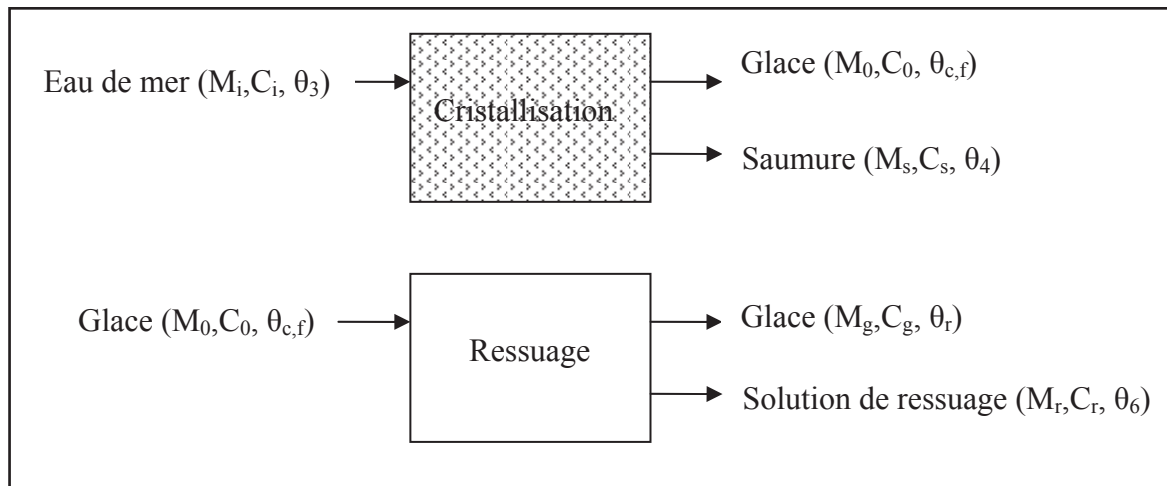 Eau de mer (Mi,Ci, θ3)
Cristallisation
Glace (M0,C0, θc,f)
Saumure (Ms,Cs, θ4)
Glace (M0,C0, θc,f)
Ressuage
Glace (Mg,Cg, θr)
Solution de ressuage (Mr,Cr, θ6)